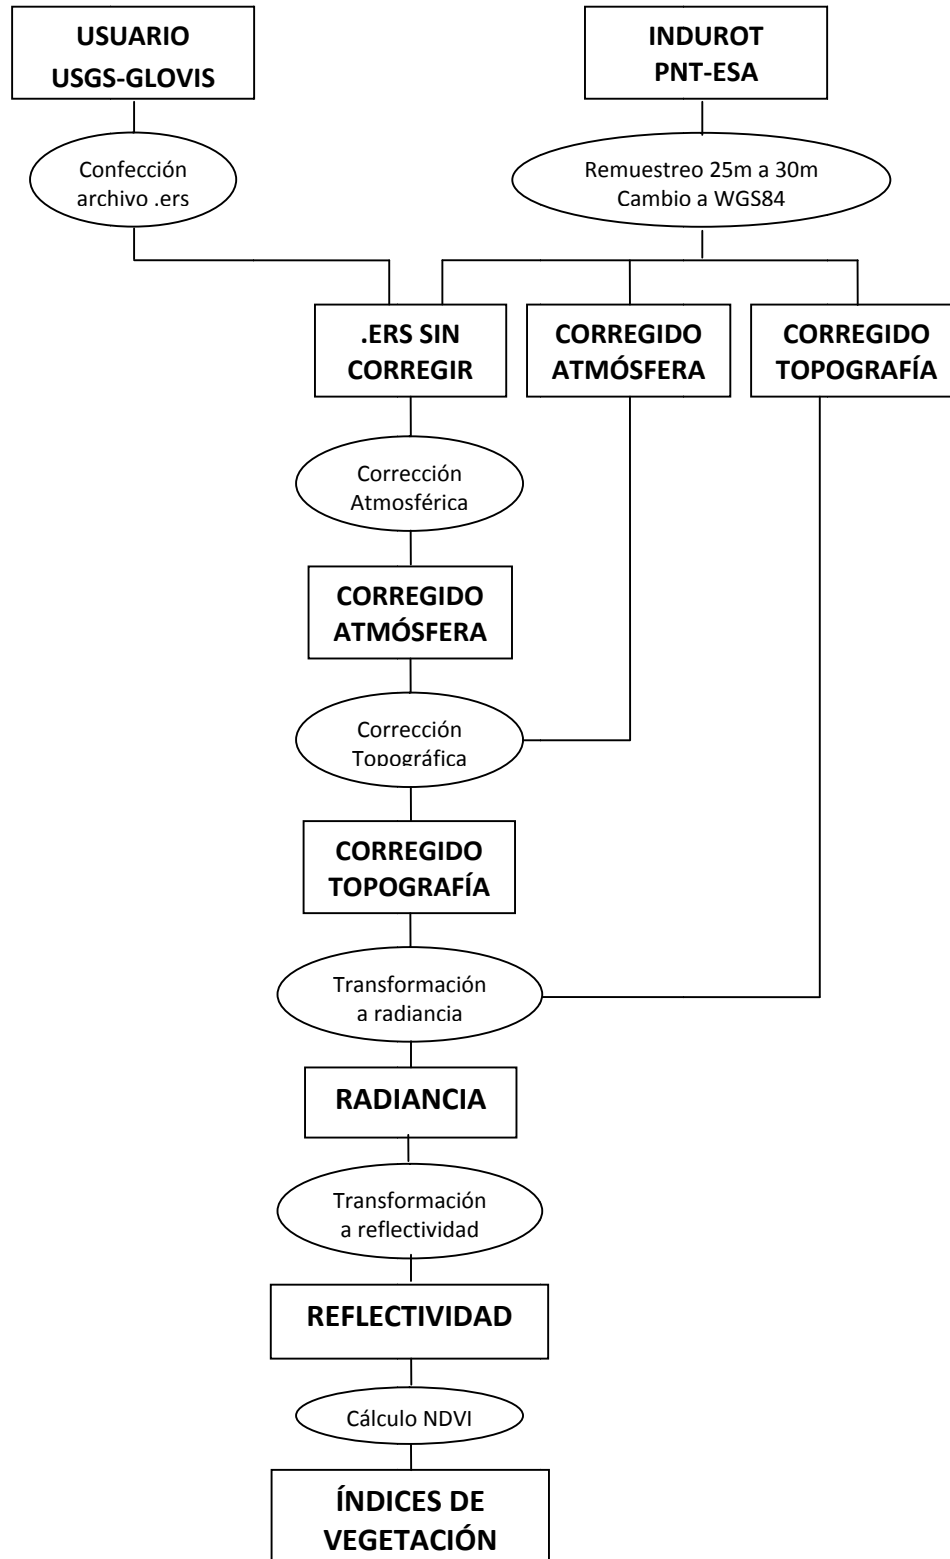 USUARIO
USGS-GLOVIS
INDUROT
PNT-ESA
Confección
archivo .ers
Remuestreo 25m a 30m
Cambio a WGS84
.ERS SIN
CORREGIR
CORREGIDO
ATMÓSFERA
CORREGIDO
TOPOGRAFÍA
Corrección
Atmosférica
CORREGIDO
ATMÓSFERA
Corrección
Topográfica
CORREGIDO
TOPOGRAFÍA
Transformación
a radiancia
RADIANCIA
Transformación
a reflectividad
REFLECTIVIDAD
Cálculo NDVI
ÍNDICES DE
VEGETACIÓN